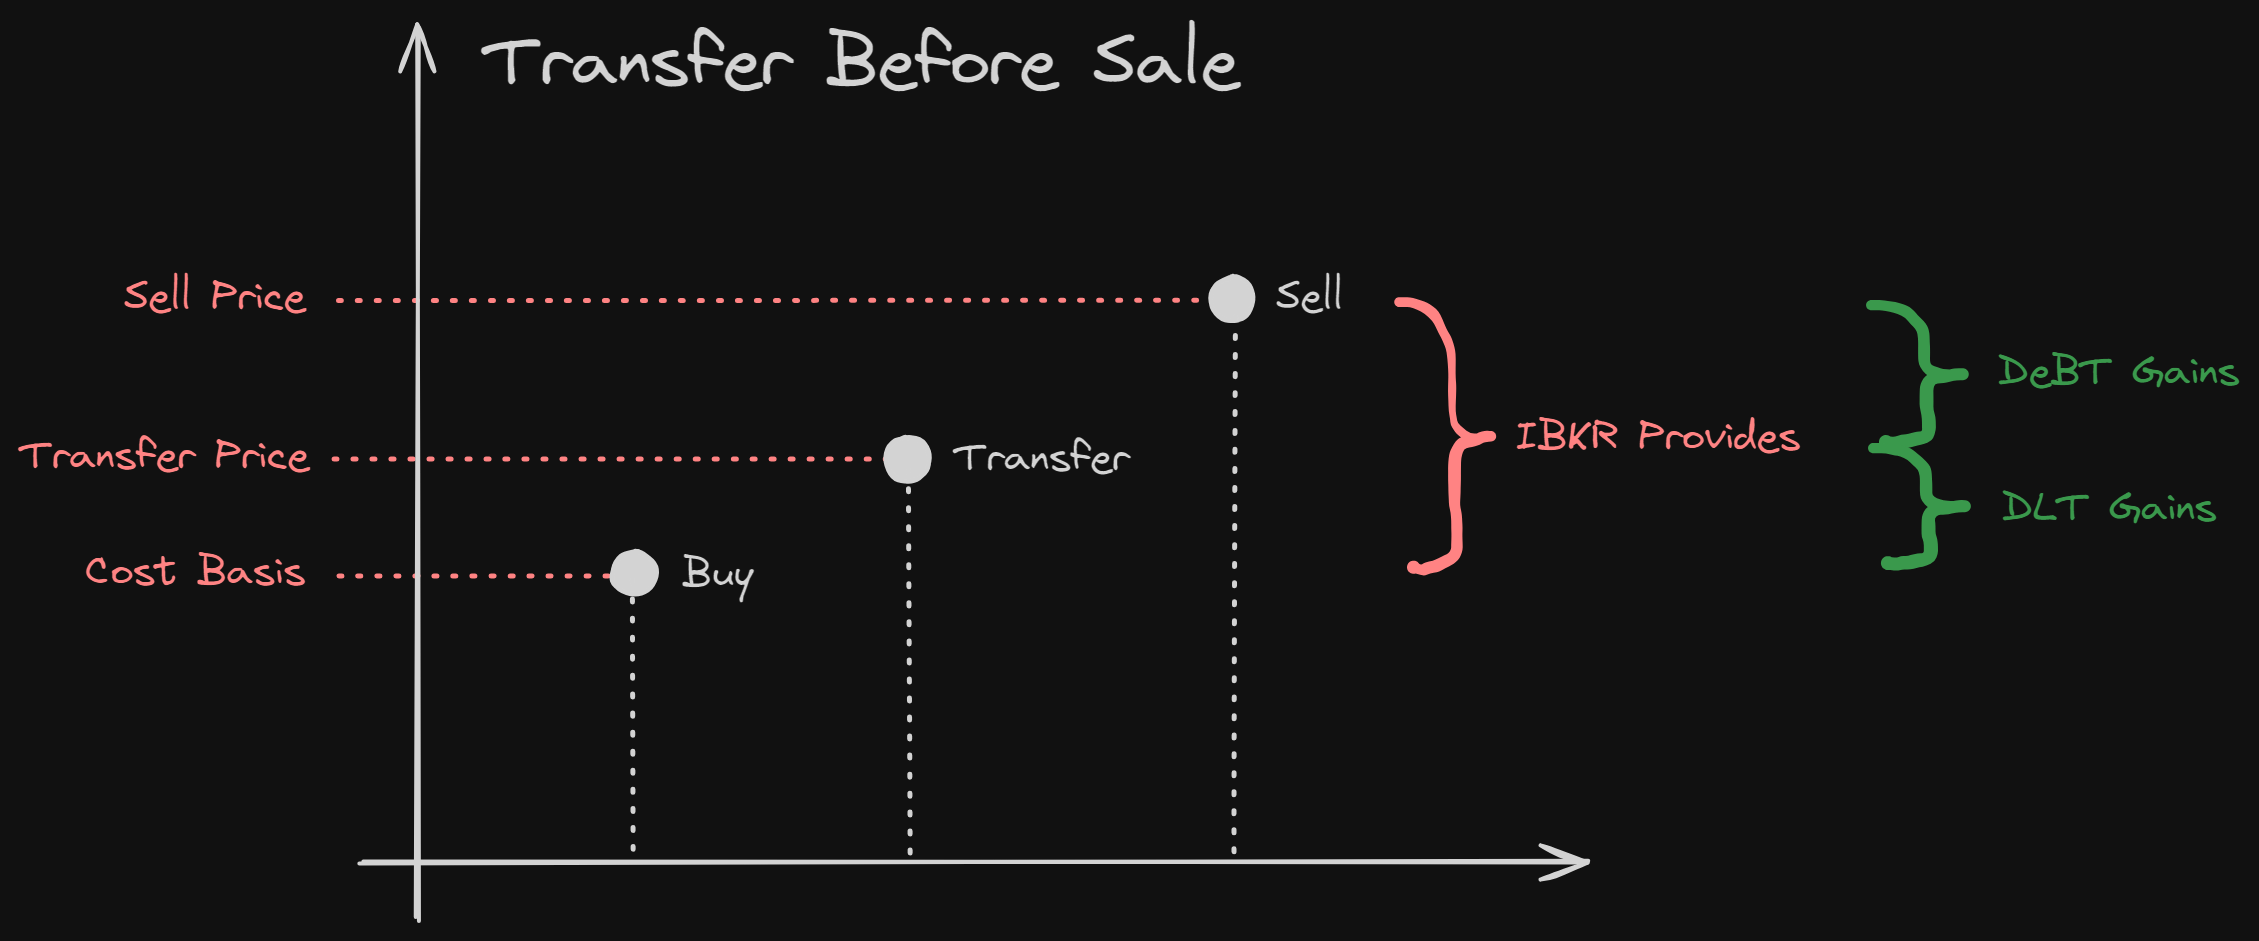 Transfer Before Sale
Sell Price
Sell
DeBT Gains
IBKR Provides
Transfer Price
Transfer
DLT Gains
Cost Basis
Buy